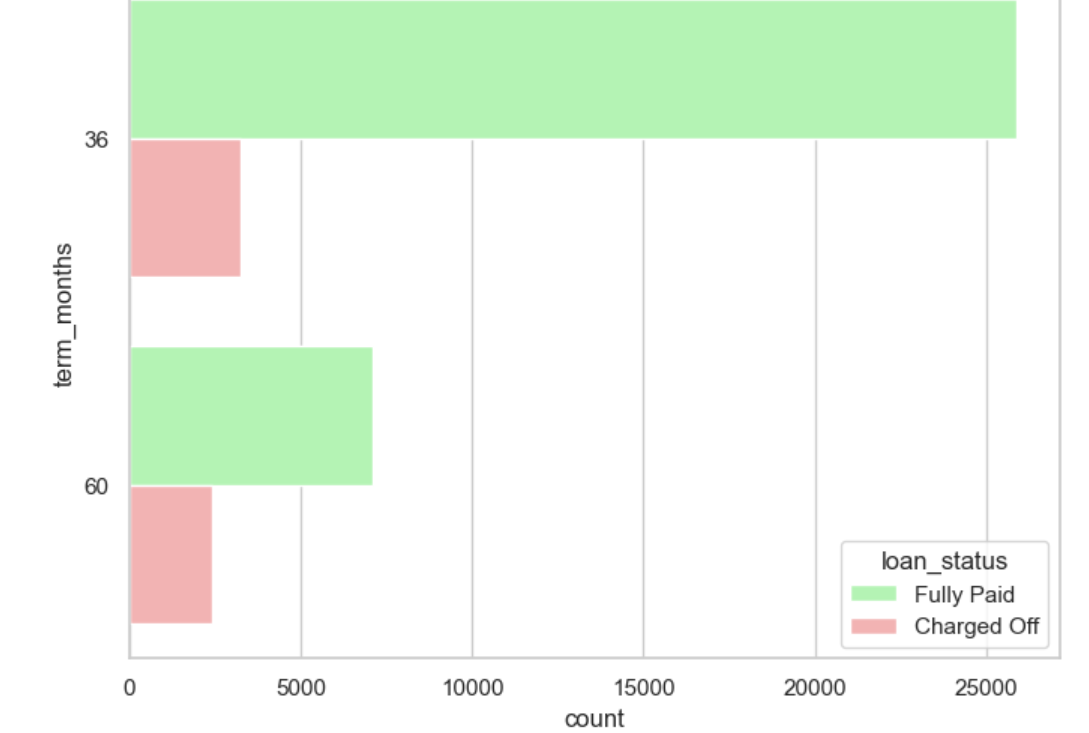 36
term_months
60
loan_status
Fully Paid
Charged Off
0 5000 10000 15000 20000 25000
count